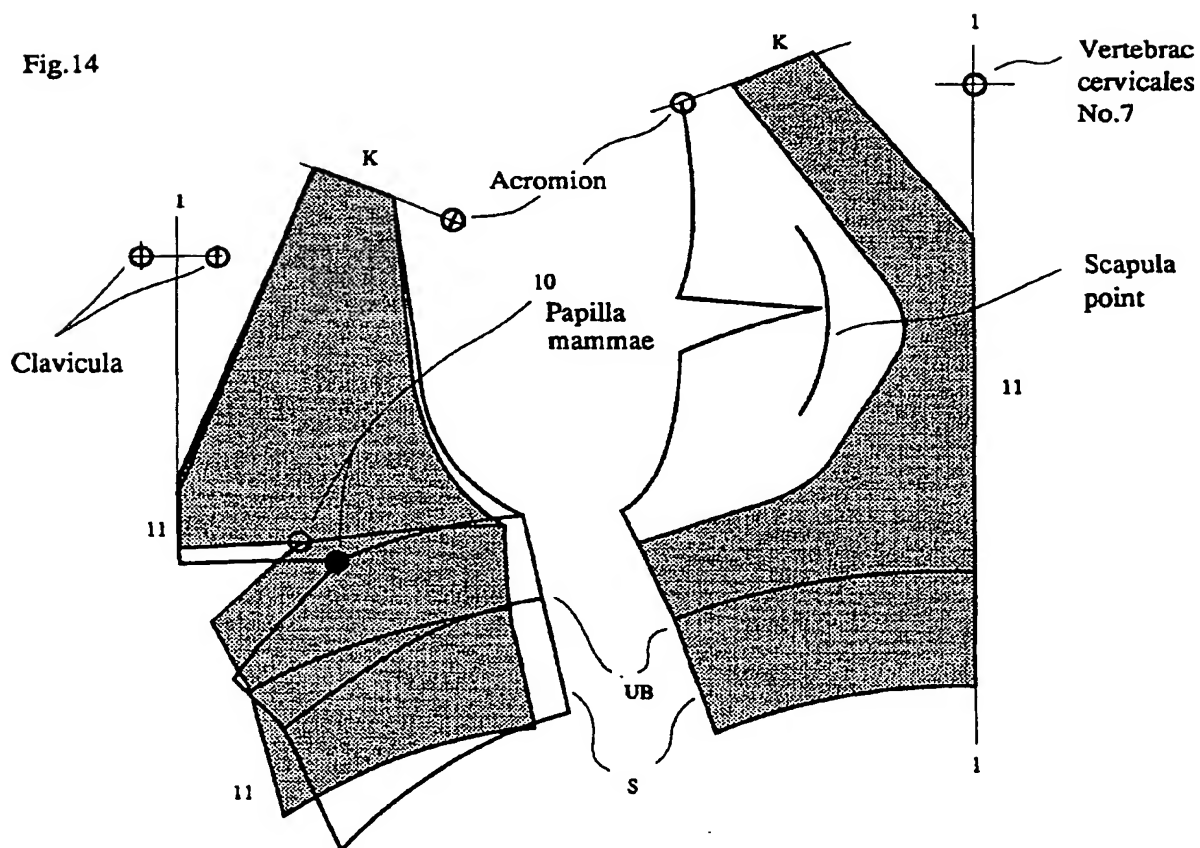 Fig.14
1
K
Vertebrac
cervicales
No.7
K
Acromion
1
Clavicula
10
Papilla
mammae
Scapula
point
11
11
UB
S
11
1